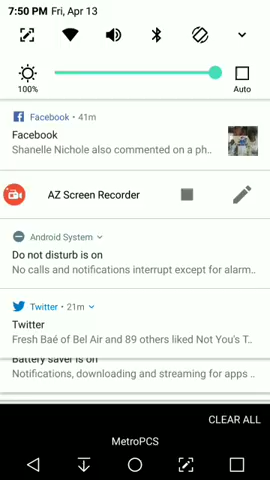 7:50 PM Fri, Apr 13
100%
Auto
Facebook • 41m
Facebook
Shanelle Nichole also commented on a ph..
AZ Screen Recorder
Android System
Do not disturb is on
No calls and notifications interrupt except for alarm..
Twitter • 21m
Twitter
Fresh Baé of Bel Air and 89 others liked Not You's T..
Battery saver is on
Notifications, downloading and streaming for apps ..
CLEAR ALL
MetroPCS